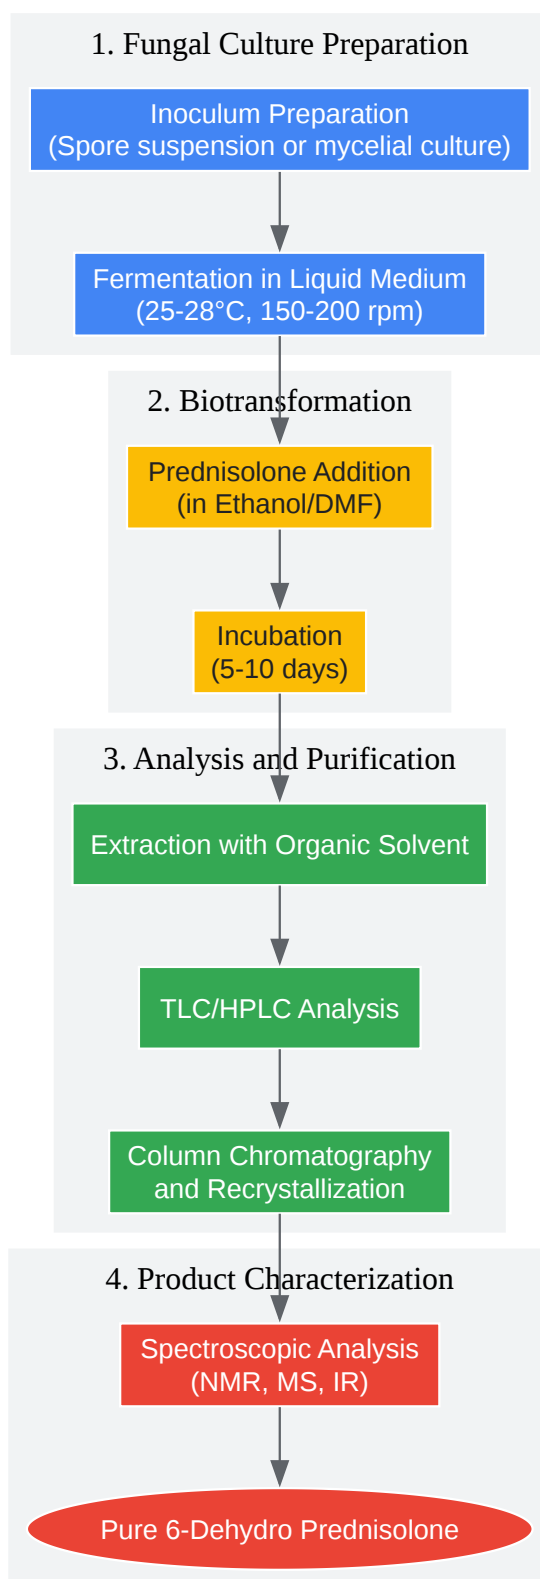 1. Fungal Culture Preparation
Inoculum Preparation
(Spore suspension or mycelial culture)
Fermentation in Liquid Medium
(25-28°C, 150-200 rpm)
2. Biotransformation
Prednisolone Addition
(in Ethanol/DMF)
Incubation
(5-10 days)
3. Analysis and Purification
Extraction with Organic Solvent
TLC/HPLC Analysis
Column Chromatography
and Recrystallization
4. Product Characterization
Spectroscopic Analysis
(NMR, MS, IR)
Pure 6-Dehydro Prednisolone